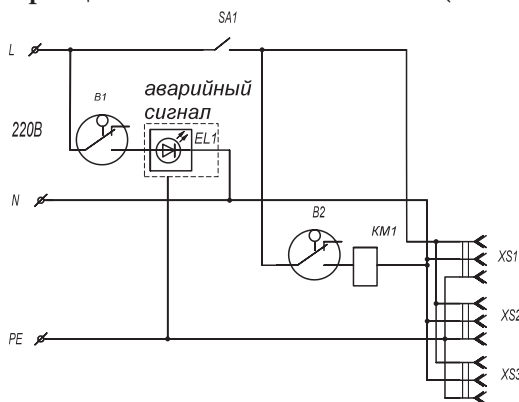 SA1
L
B1
аварийный
сигнал
EL1
220В
N
B2
KM1
XS1
XS2
PE
XS3